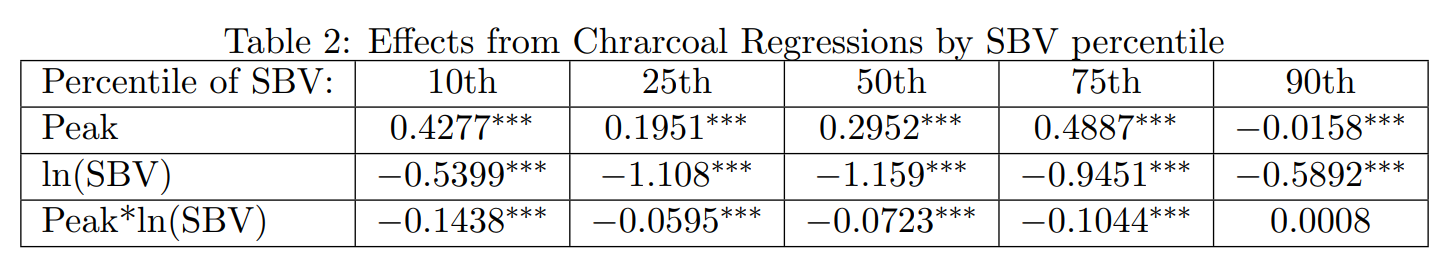 Table 2: Effects from Chrarcoal Regressions by SBV percentile
Percentile of SBV: 10th 25th 50th 75th 90th
Peak 0.4277*** 0.1951*** 0.2952*** 0.4887*** −0.0158***
ln(SBV) −0.5399*** −1.108*** −1.159*** −0.9451*** −0.5892***
Peak*ln(SBV) −0.1438*** −0.0595*** −0.0723*** −0.1044*** 0.0008